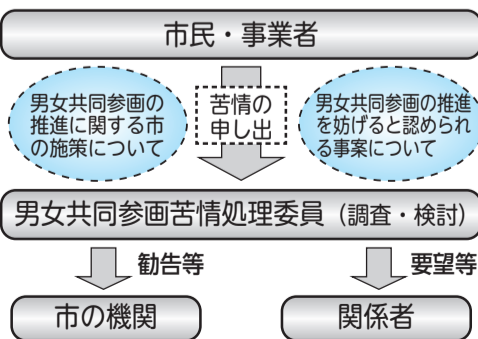 市民・事業者
男女共同参画の
推進に関する市
の施策について
苦情の
申し出
男女共同参画の推進
を妨げると認められ
る事案について
男女共同参画苦情処理委員（調査・検討）
勧告等
要望等
市の機関
関係者